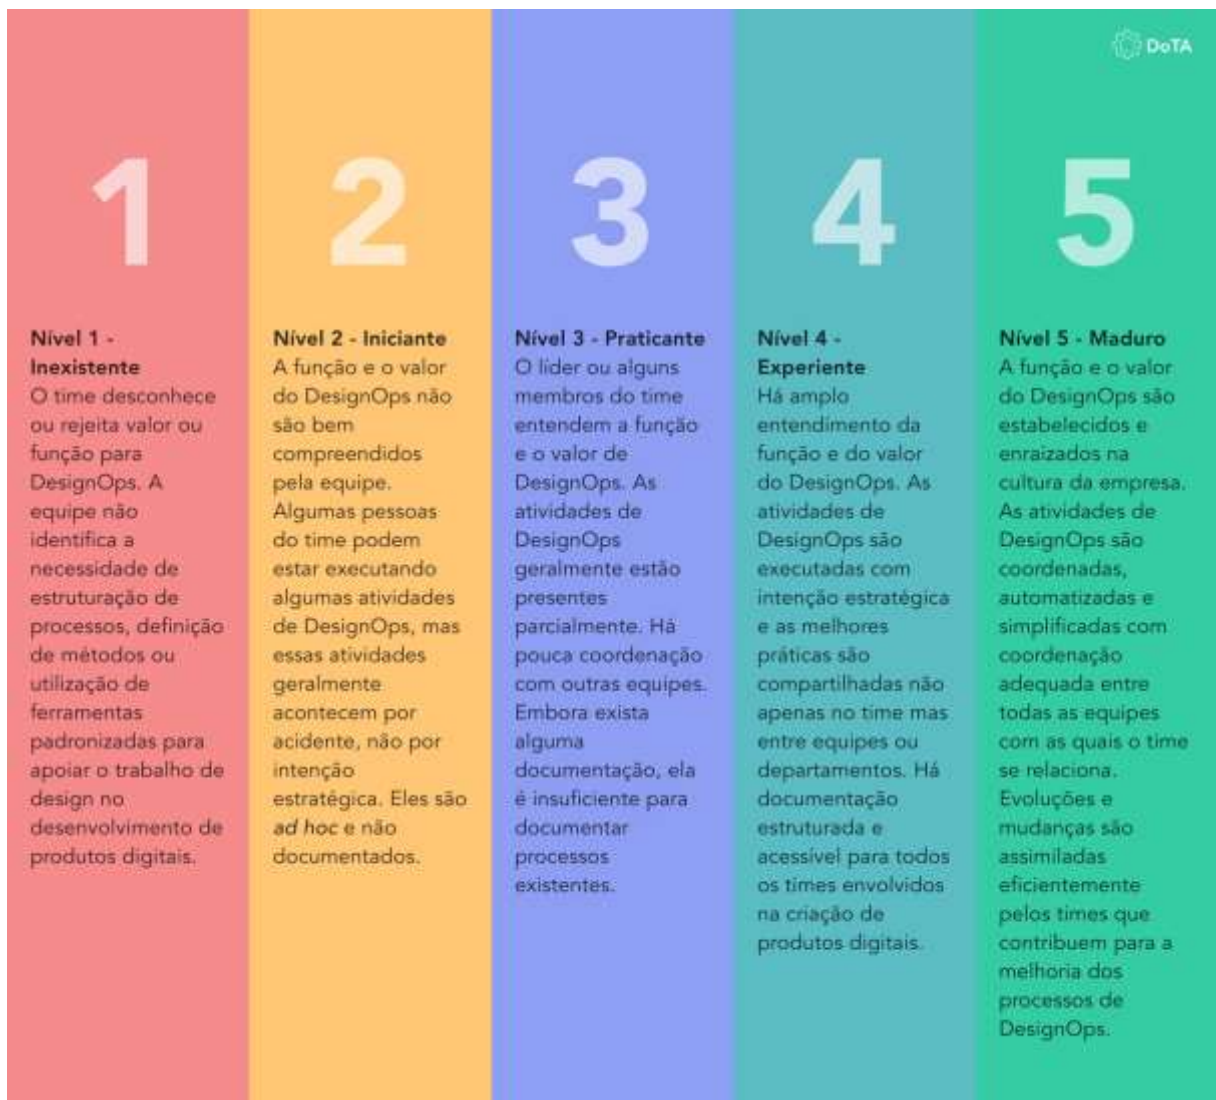 DoTA
1
Nível 1 -
Inexistente
O time desconhece
ou rejeita valor ou
função para
DesignOps. A
equipe não
identifica a
necessidade de
estruturação de
processos, definição
de métodos ou
utilização de
ferramentas
padronizadas para
apoiar o trabalho de
design no
desenvolvimento de
produtos digitais.
2
Nível 2 - Iniciante
A função e o valor
do DesignOps não
são bem
compreendidos
pela equipe.
Algumas pessoas
do time podem
estar executando
algumas atividades
de DesignOps, mas
essas atividades
geralmente
acontecem por
acidente, não por
intenção
estratégica. Eles são
ad hoc e não
documentados.
3
Nível 3 - Praticante
O líder ou alguns
membros do time
entendem a função
e o valor de
DesignOps. As
atividades de
DesignOps
geralmente estão
presentes
parcialmente. Há
pouca coordenação
com outras equipes.
Embora exista
alguma
documentação, ela
é insuficiente para
documentar
processos
existentes.
4
Nível 4 -
Experiente
Há amplo
entendimento da
função e do valor
do DesignOps. As
atividades de
DesignOps são
executadas com
intenção estratégica
e as melhores
práticas são
compartilhadas não
apenas no time mas
entre equipes ou
departamentos. Há
documentação
estruturada e
acessível para todos
os times envolvidos
na criação de
produtos digitais.
5
Nível 5 - Maduro
A função e o valor
do DesignOps são
estabelecidos e
enraizados na
cultura da empresa.
As atividades de
DesignOps são
coordenadas,
automatizadas e
simplificadas com
coordenação
adequada entre
todas as equipes
com as quais o time
se relaciona.
Evoluções e
mudanças são
assimiladas
eficientemente
pelos times que
contribuem para a
melhoria dos
processos de
DesignOps.